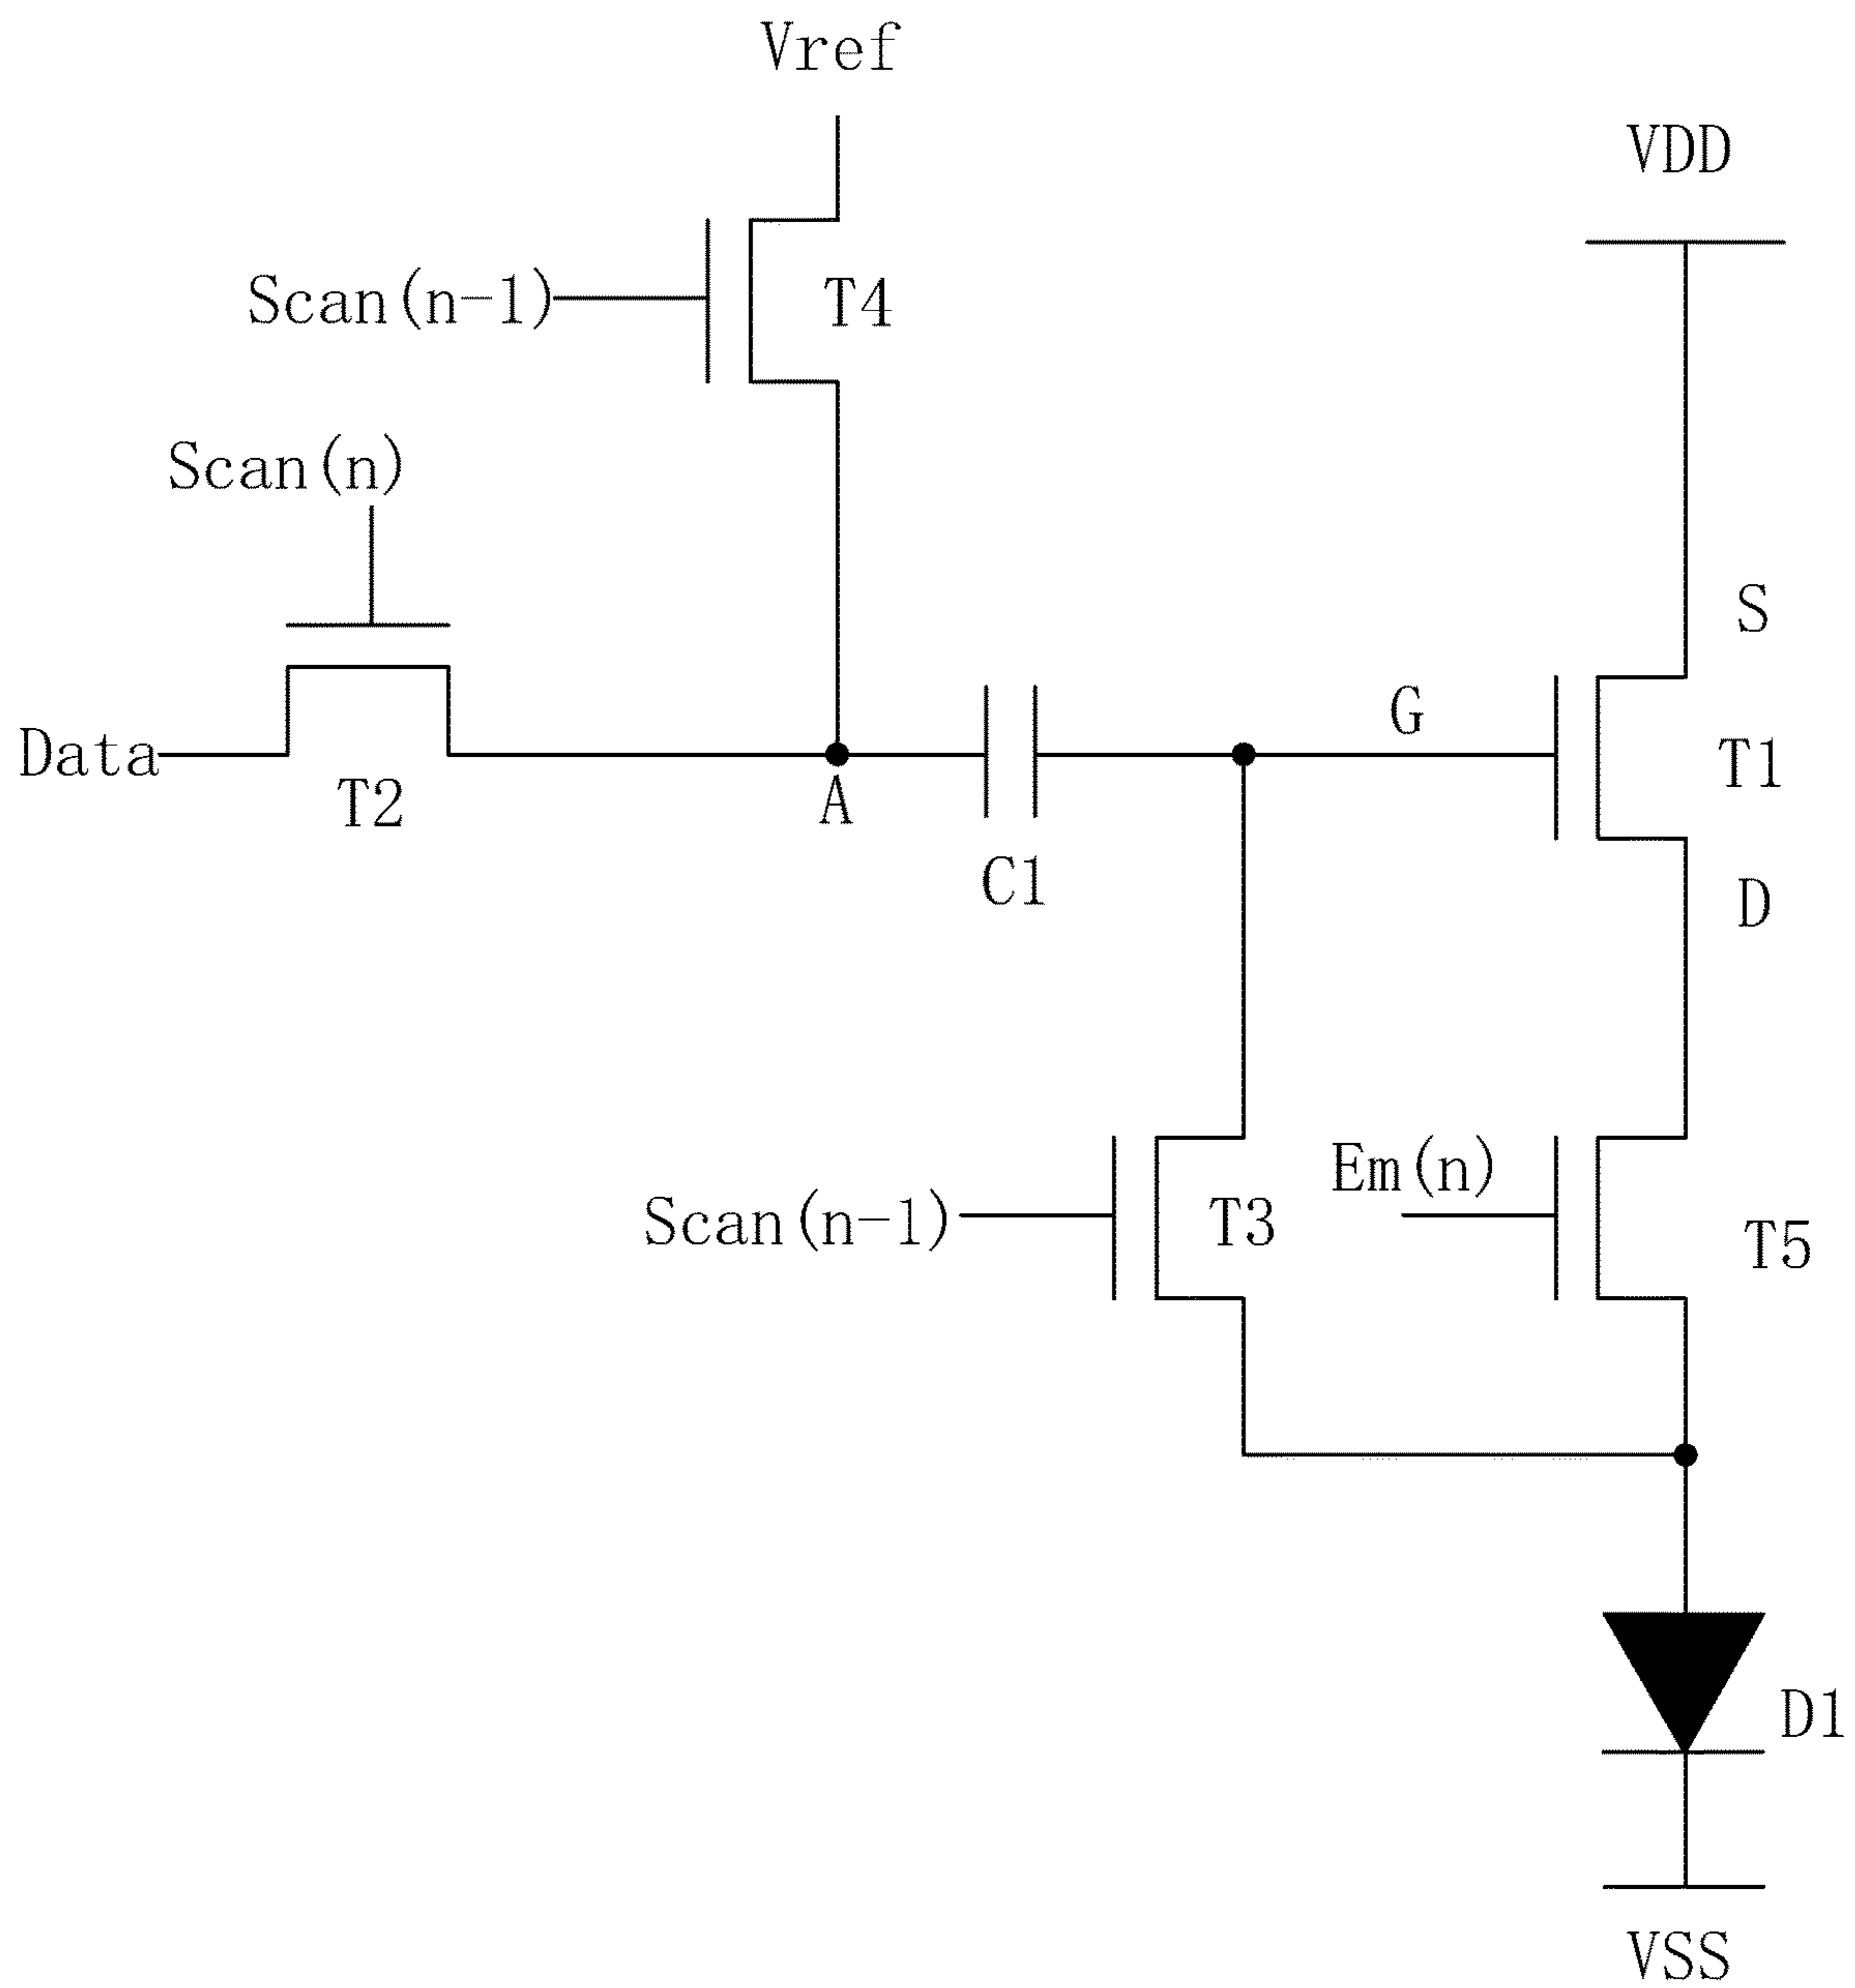 Vref
VDD
Scan(n-1)
T4
Scan(n)
S
G
Data
T2
A
T1
C1
D
Em(n)
Scan(n-1)
T3
T5
D1
VSS